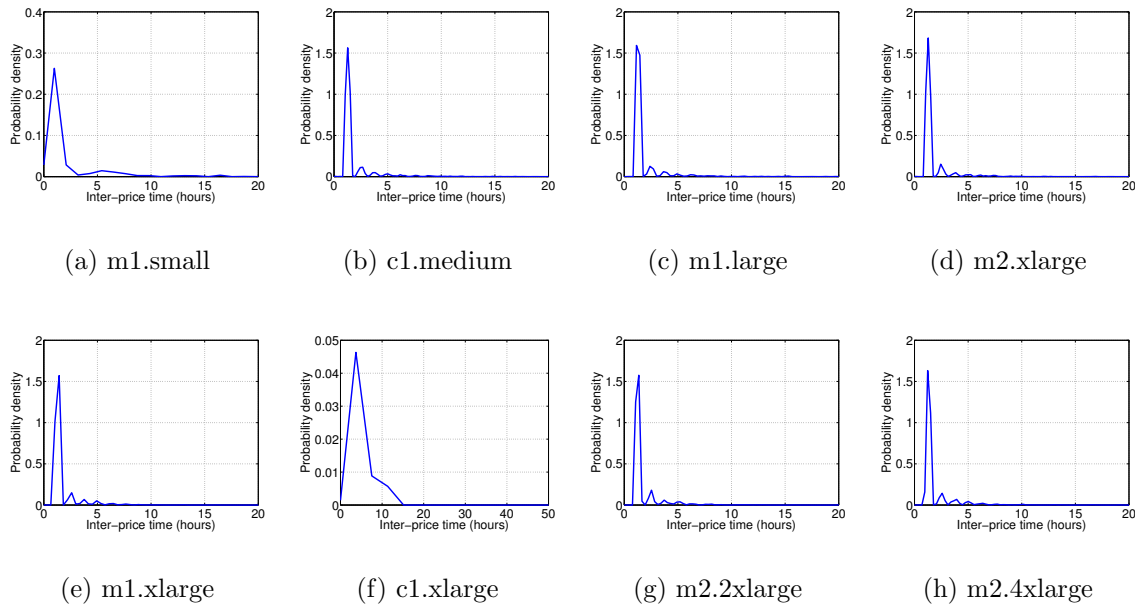 0.4
0.3
0.2
0.1
0
Probability density
0 5 10 15 20
Inter−price time (hours)
(a) m1.small
2
1.5
1
0.5
0
Probability density
0 5 10 15 20
Inter−price time (hours)
(b) c1.medium
2
1.5
1
0.5
0
Probability density
0 5 10 15 20
Inter−price time (hours)
(c) m1.large
2
1.5
1
0.5
0
Probability density
0 5 10 15 20
Inter−price time (hours)
(d) m2.xlarge
2
1.5
1
0.5
0
Probability density
0 5 10 15 20
Inter−price time (hours)
(e) m1.xlarge
0.05
0.04
0.03
0.02
0.01
0
Probability density
0 10 20 30 40 50
Inter−price time (hours)
(f) c1.xlarge
2
1.5
1
0.5
0
Probability density
0 5 10 15 20
Inter−price time (hours)
(g) m2.2xlarge
2
1.5
1
0.5
0
Probability density
0 5 10 15 20
Inter−price time (hours)
(h) m2.4xlarge